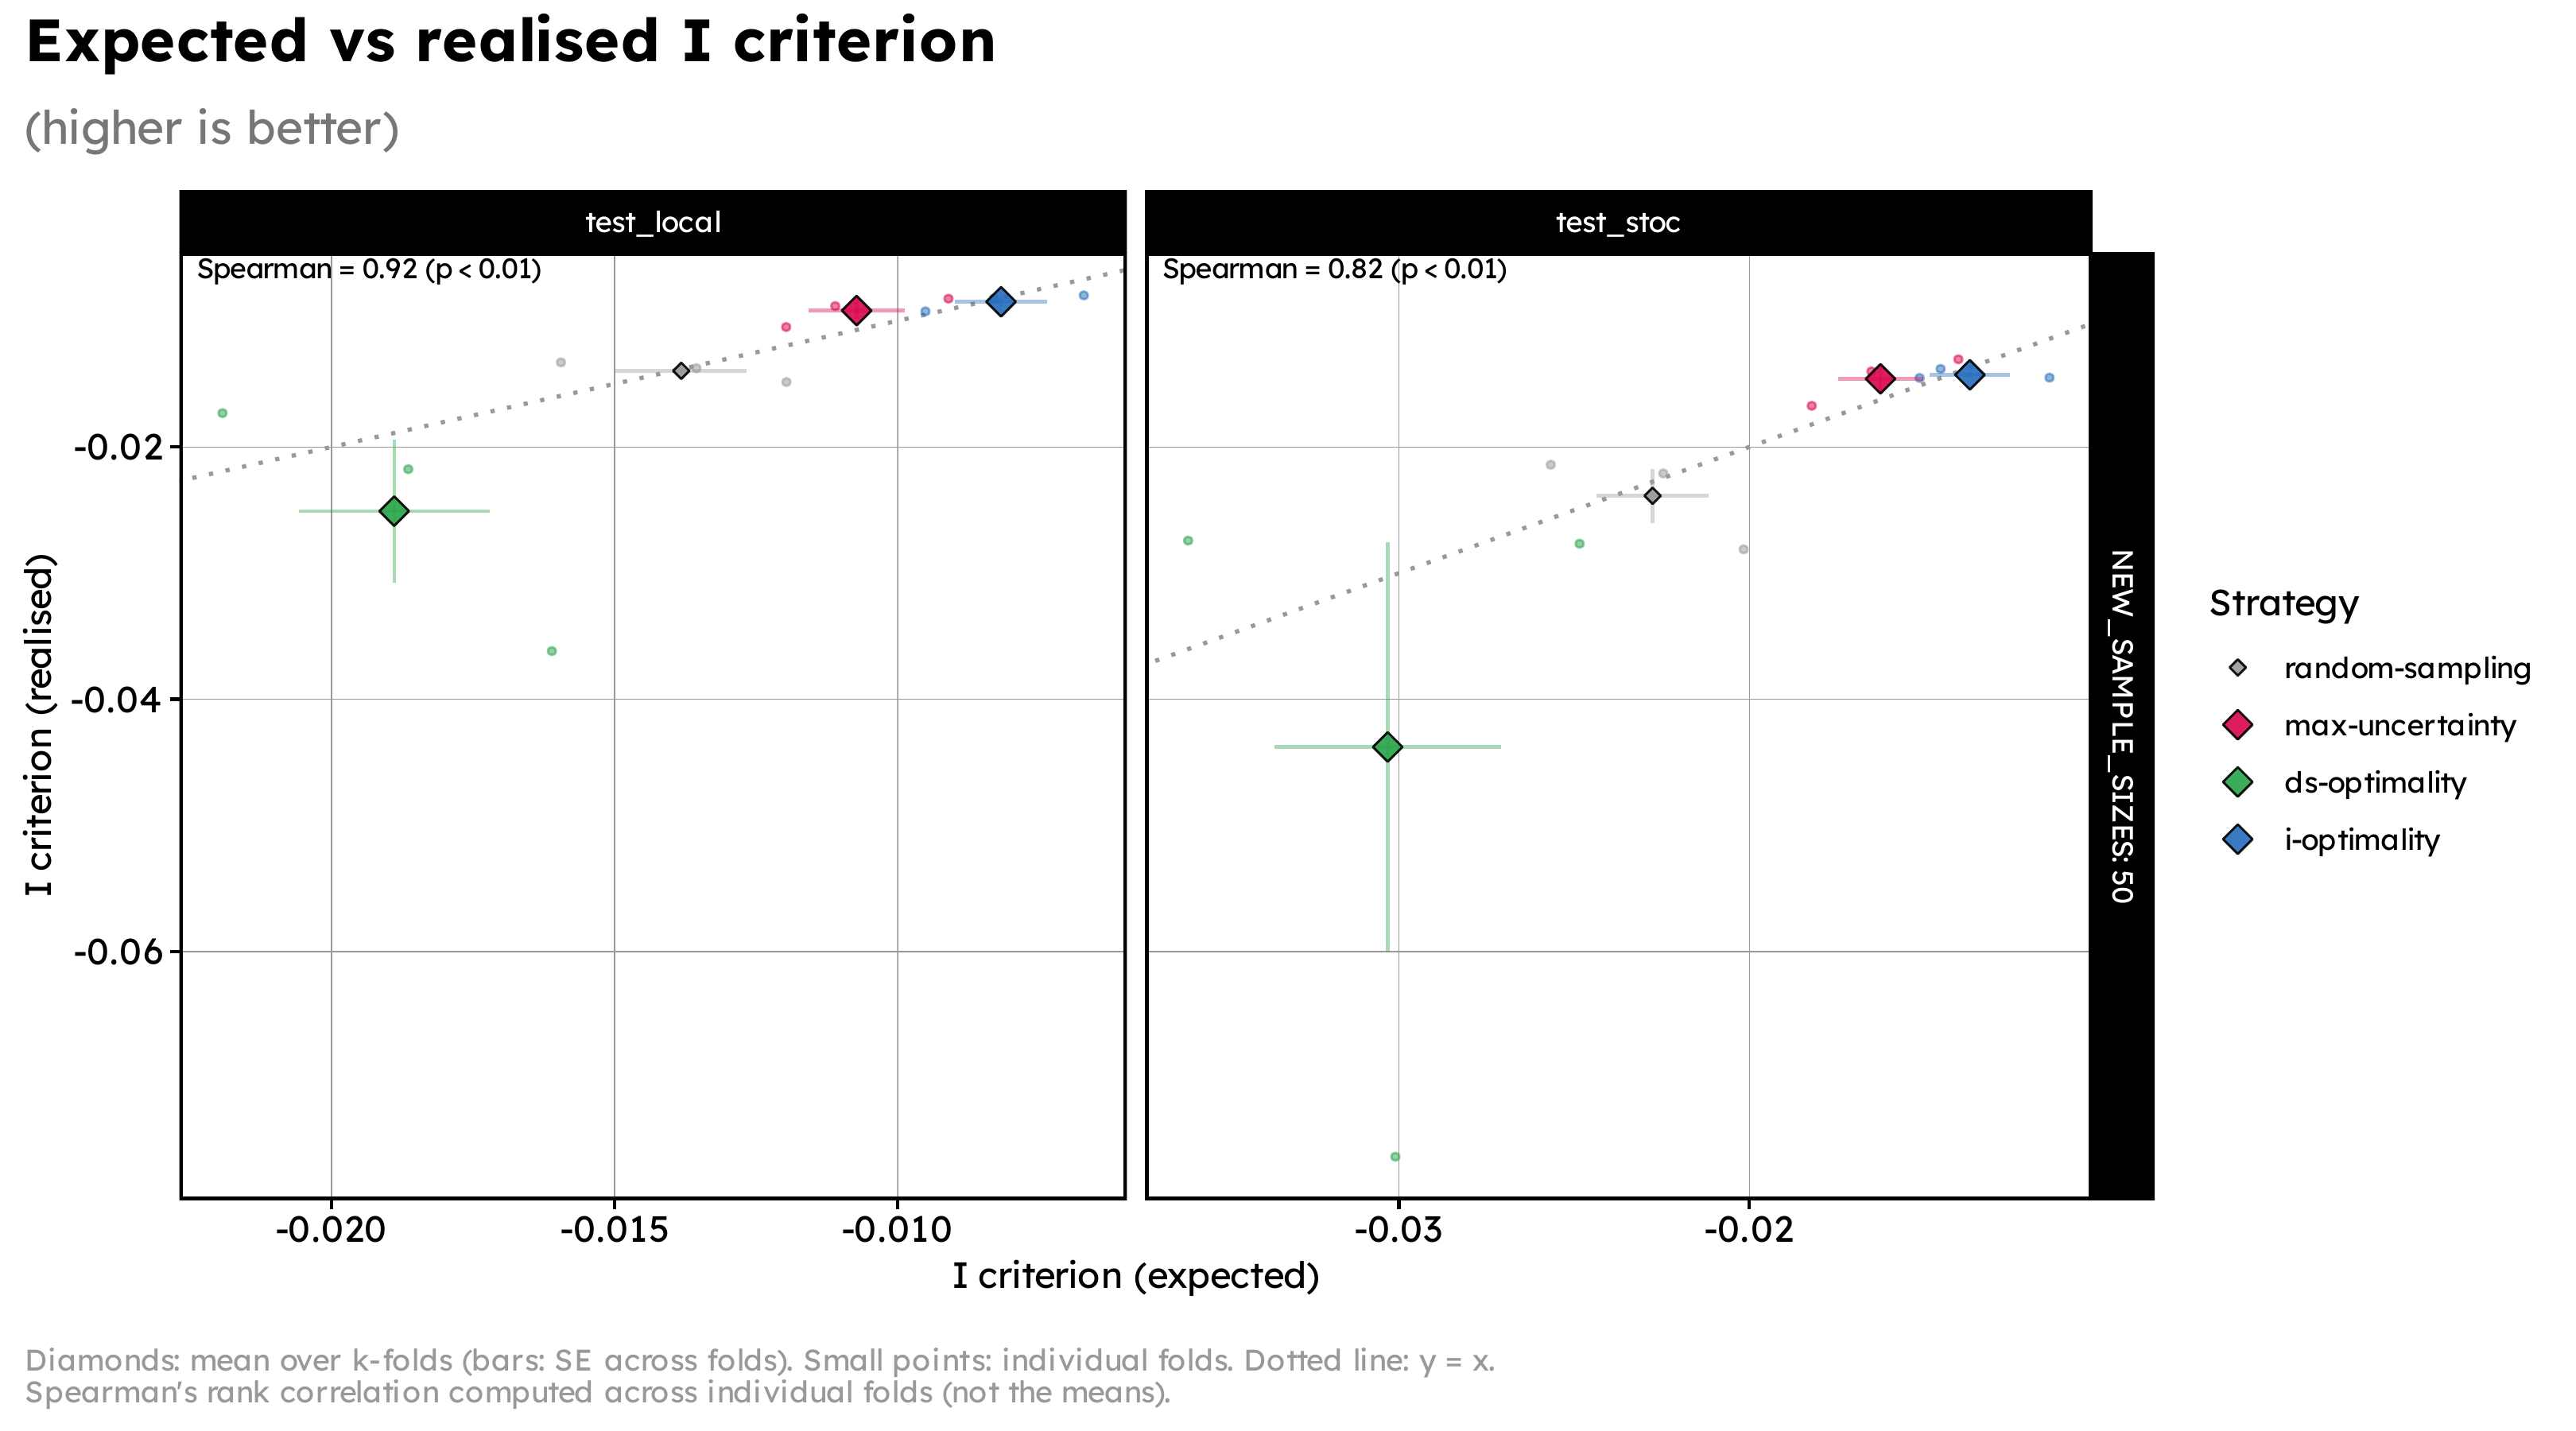 Expected vs realised I criterion
(higher is better)
test_local
test_stoc
Spearman = 0.92 (p < 0.01)
Spearman = 0.82 (p < 0.01)
NEW_SAMPLE_SIZES: 50
I criterion (realised)
-0.02
-0.04
-0.06
-0.020
-0.015
-0.010
-0.03
-0.02
I criterion (expected)
Strategy
random-sampling
max-uncertainty
ds-optimality
i-optimality
Diamonds: mean over k-folds (bars: SE across folds). Small points: individual folds. Dotted line: y = x.
Spearman's rank correlation computed across individual folds (not the means).